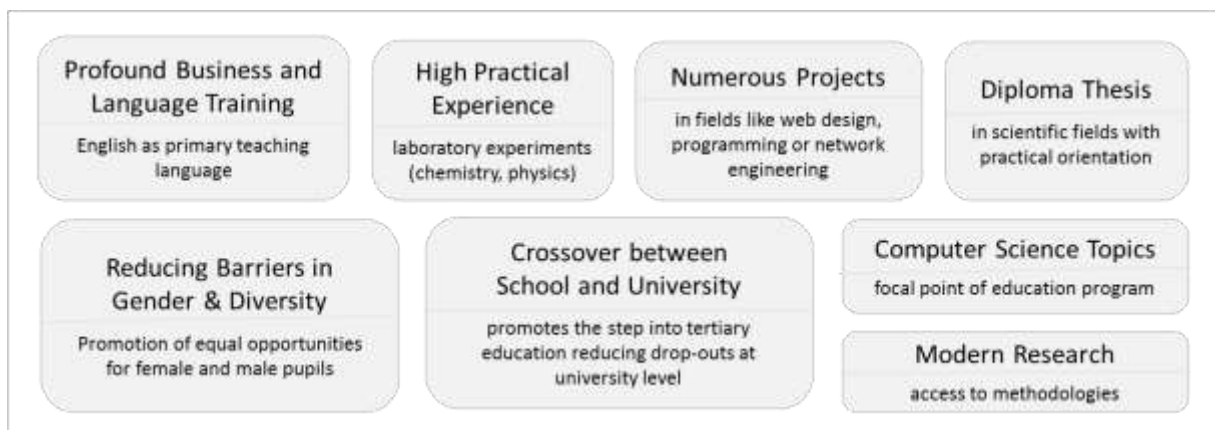 Profound Business and
Language Training
English as primary teaching
language
High Practical
Experience
laboratory experiments
(chemistry, physics)
Numerous Projects
in fields like web design,
programming or network
engineering
Diploma Thesis
in scientific fields with
practical orientation
Reducing Barriers in
Gender & Diversity
Promotion of equal opportunities
for female and male pupils
Crossover between
School and University
promotes the step into tertiary
education reducing drop-outs at
university level
Computer Science Topics
focal point of education program
Modern Research
access to methodologies